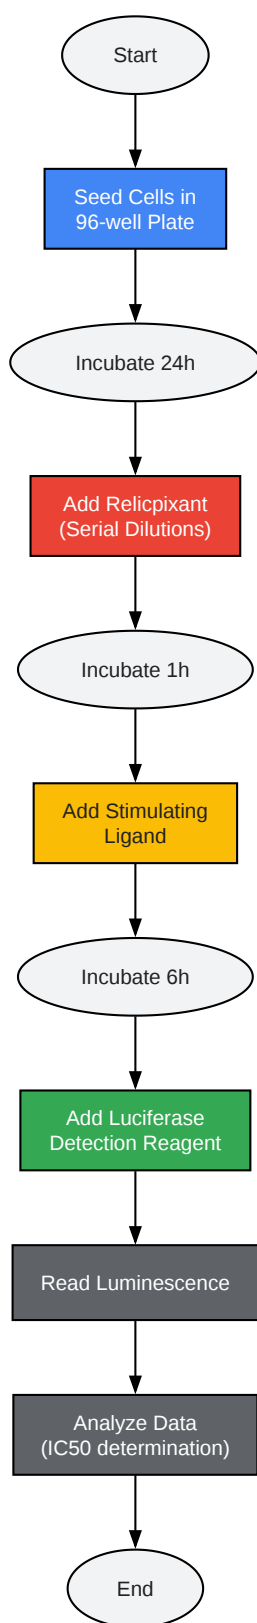 Start
Seed Cells in
96-well Plate
Incubate 24h
Add Relicpixant
(Serial Dilutions)
Incubate 1h
Add Stimulating
Ligand
Incubate 6h
Add Luciferase
Detection Reagent
Read Luminescence
Analyze Data
(IC50 determination)
End